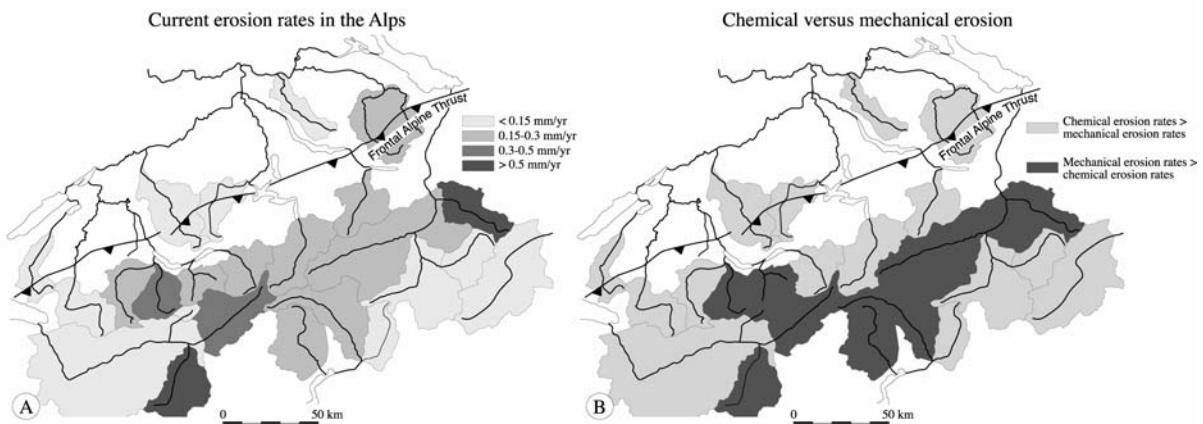 Current erosion rates in the Alps
Frontal Alpine Thrust
< 0.15 mm/yr
0.15-0.3 mm/yr
0.3-0.5 mm/yr
> 0.5 mm/yr
A
0
50 km
Chemical versus mechanical erosion
Frontal Alpine Thrust
Chemical erosion rates >
mechanical erosion rates
Mechanical erosion rates >
chemical erosion rates
B
0
50 km